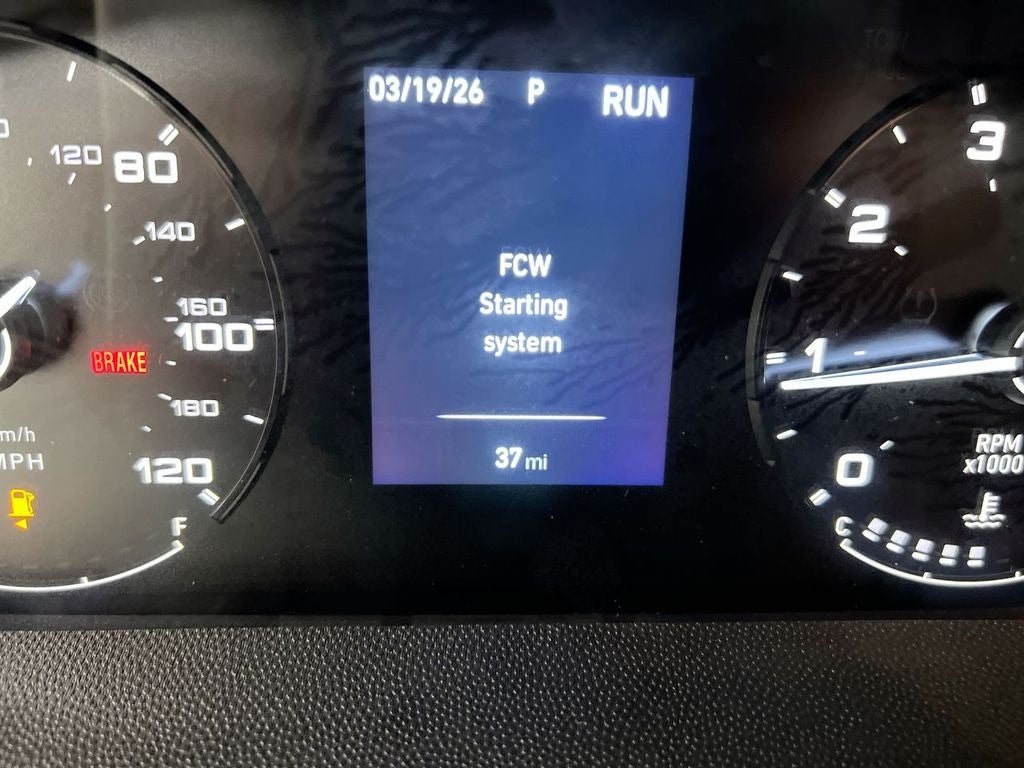 03/19/26 P RUN
FCW
Starting
system
37 mi
120
80
140
160
100
BRAKE
180
120
MPH
F
3
2
1
0
RPM
x1000
C